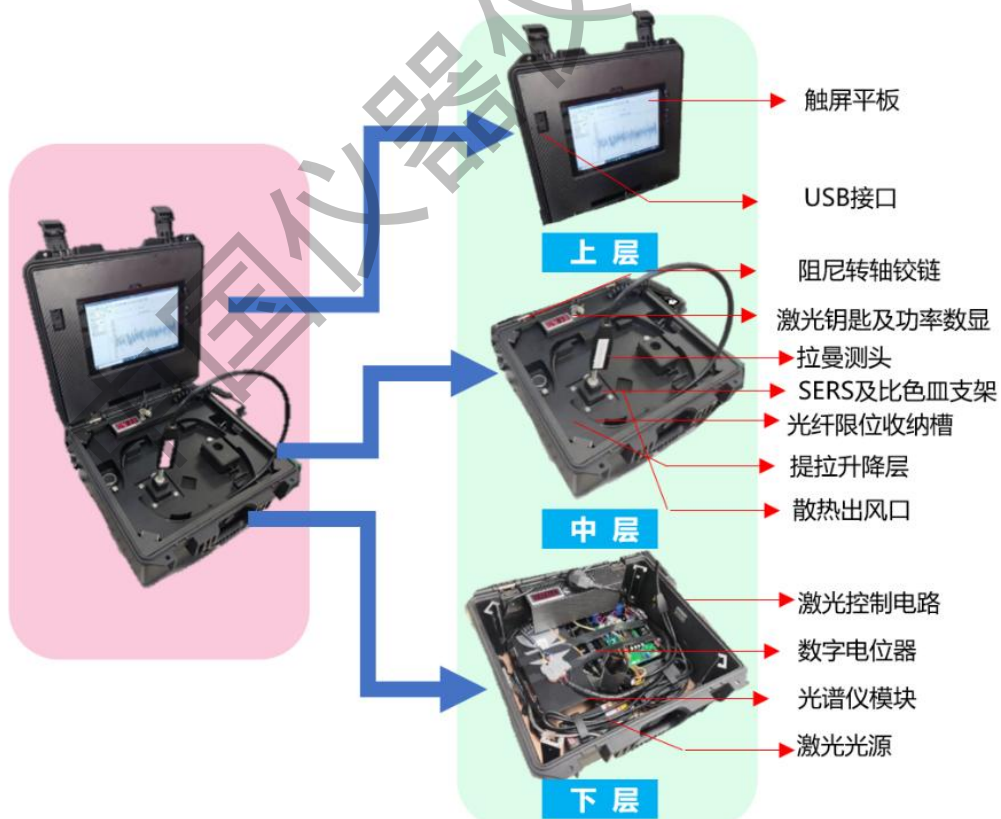 触屏平板
USB接口
上 层
阻尼转轴铰链
激光钥匙及功率数显
拉曼测头
SERS及比色皿支架
光纤限位收纳槽
提拉升降层
散热出风口
中 层
激光控制电路
数字电位器
光谱仪模块
激光光源
下 层
国仪器仪